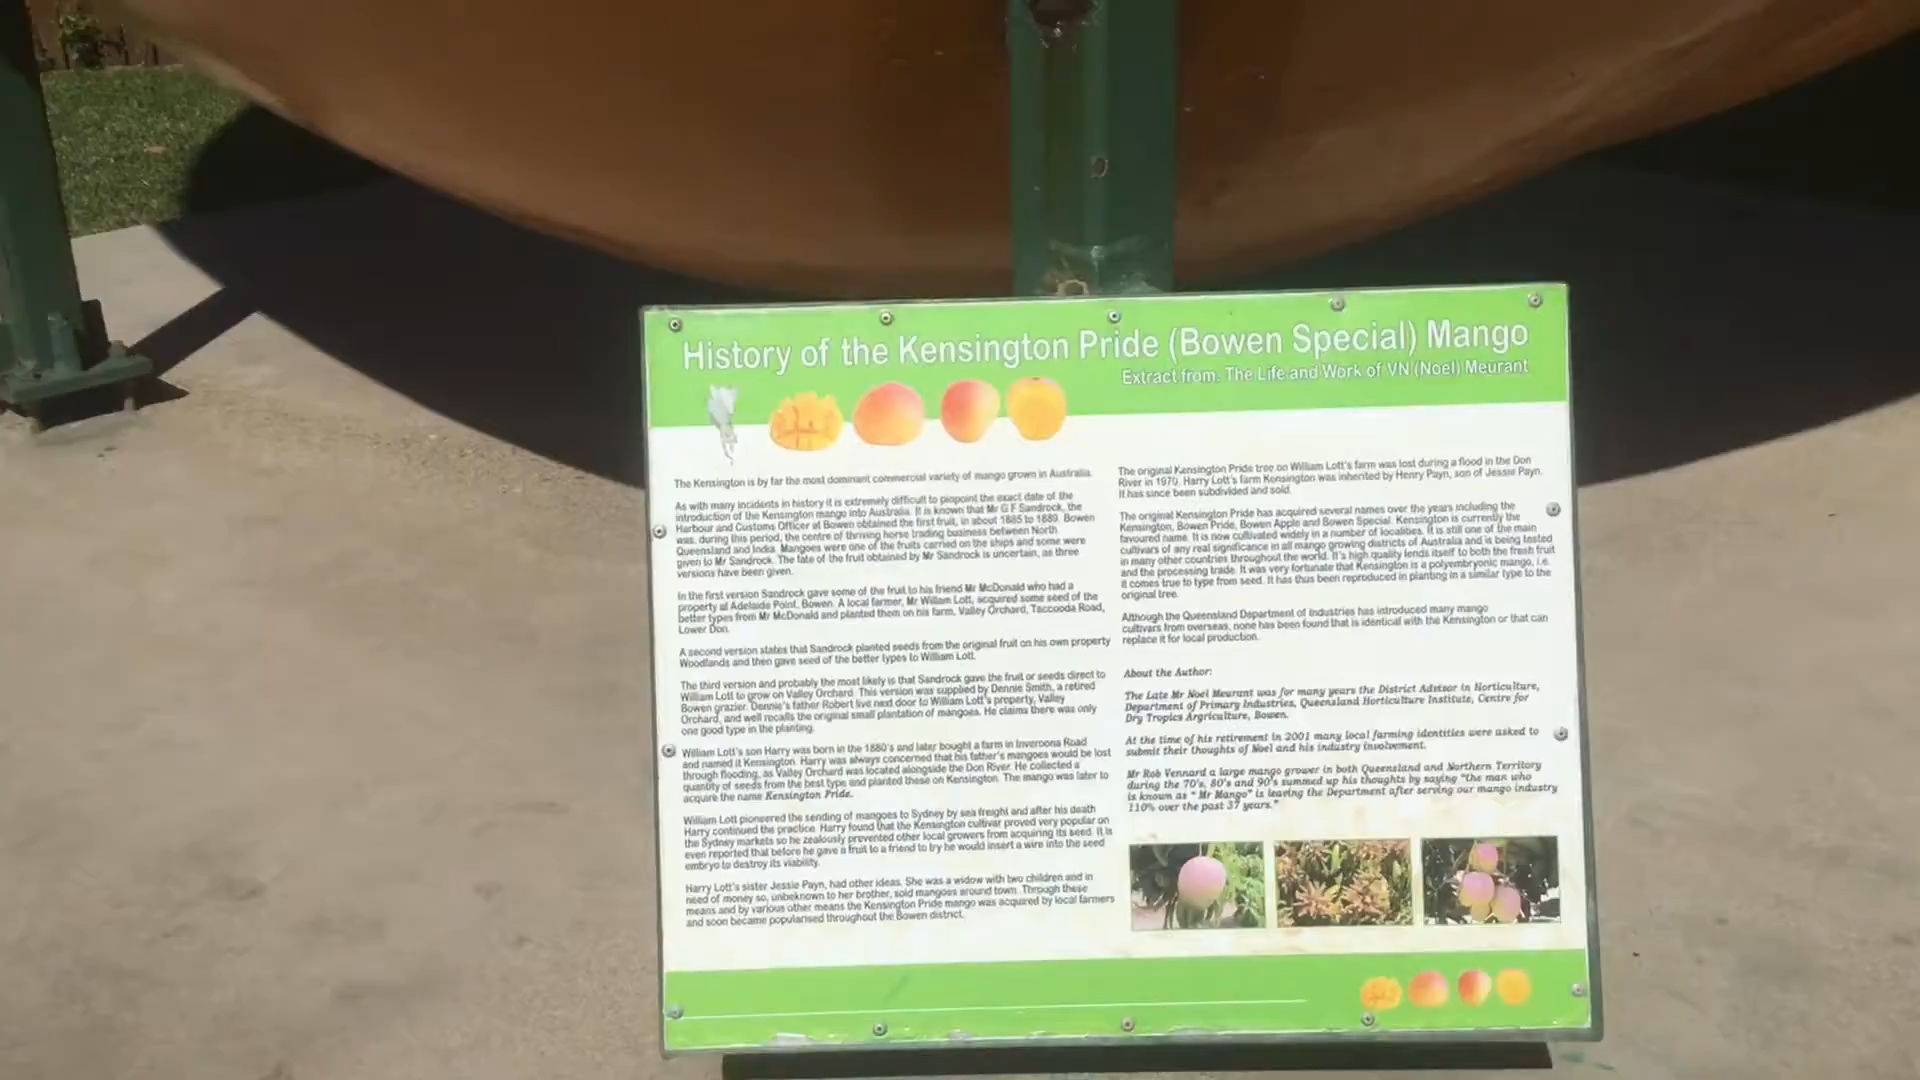 History of the Kensington Pride (Bowen Special) Mango
Extract from. The Life and Work of VN (Noel) Meurant
The Kensington is by far the most dominant commercial variety of mango grown in Australia.
As with many incidents in history it is extremely difficult to pinpoint the exact date of the
introduction of the Kensington mango into Australia. It is known that Mr G F Sandrock, the
Harbour and Customs Officer at Bowen obtained the first fruit, in about 1885 to 1889. Bowen
was, during this period, the centre of thriving horse trading business between North
Queensland and India. Mangoes were one of the fruits carried on the ships and some were
given to Mr Sandrock. The fate of the fruit obtained by Mr Sandrock is uncertain, as three
versions have been given.
In the first version Sandrock gave some of the fruit to his friend Mr McDonald who had a
property at Adelaide Point, Bowen. A local farmer, Mr William Lott, acquired some seed of the
better types from Mr McDonald and planted them on his farm, Valley Orchard, Taccooda Road,
Lower Don.
A second version states that Sandrock planted seeds from the original fruit on his own property
Woodlands and then gave seed of the better types to William Lott.
The third version and probably the most likely is that Sandrock gave the fruit or seeds direct to
William Lott to grow on Valley Orchard. This version was supplied by Dennie Smith, a retired
Bowen grazier. Dennie's father Robert live next door to William Lott's property, Valley
Orchard, and well recalls the original small plantation of mangoes. He claims there was only
one good type in the planting.
William Lott's son Harry was born in the 1880's and later bought a farm in Inveroona Road
and named it Kensington. Harry was always concerned that his father's mangoes would be lost
through flooding, as Valley Orchard was located alongside the Don River. He collected a
quantity of seeds from the best type and planted these on Kensington. The mango was later to
acquire the name Kensington Pride.
William Lott pioneered the sending of mangoes to Sydney by sea freight and after his death
Harry continued the practice. Harry found that the Kensington cultivar proved very popular on
the Sydney markets so he zealously prevented other local growers from acquiring its seed. It is
even reported that before he gave a fruit to a friend to try he would insert a wire into the seed
embryo to destroy its viability.
Harry Lott's sister Jessie Payn, had other ideas. She was a widow with two children and in
need of money so, unbeknown to her brother, sold mangoes around town. Through these
means and by various other means the Kensington Pride mango was acquired by local farmers
and soon became popularised throughout the Bowen district.
The original Kensington Pride tree on William Lott's farm was lost during a flood in the Don
River in 1970. Harry Lott's farm Kensington was inherited by Henry Payn, son of Jessie Payn.
It has since been subdivided and sold.
The original Kensington Pride has acquired several names over the years including the
Kensington, Bowen Pride, Bowen Apple and Bowen Special. Kensington is currently the
favoured name. It is now cultivated widely in a number of localities. It is still one of the main
cultivars of any real significance in all mango growing districts of Australia and is being tested
in many other countries throughout the world. It's high quality lends itself to both the fresh fruit
and the processing trade. It was very fortunate that Kensington is a polyembryonic mango, i.e.
it comes true to type from seed. It has thus been reproduced in planting in a similar type to the
original tree.
Although the Queensland Department of Industries has introduced many mango
cultivars from overseas, none has been found that is identical with the Kensington or that can
replace it for local production.
About the Author:
The Late Mr Noel Meurant was for many years the District Advisor in Horticulture,
Department of Primary Industries, Queensland Horticulture Institute, Centre for
Dry Tropics Argriculture, Bowen.
At the time of his retirement in 2001 many local farming identities were asked to
submit their thoughts of Noel and his industry involvement.
Mr Rob Vennard a large mango grower in both Queensland and Northern Territory
during the 70's, 80's and 90's summed up his thoughts by saying "the man who
is known as " Mr Mango" is leaving the Department after serving our mango industry
110% over the past 37 years."